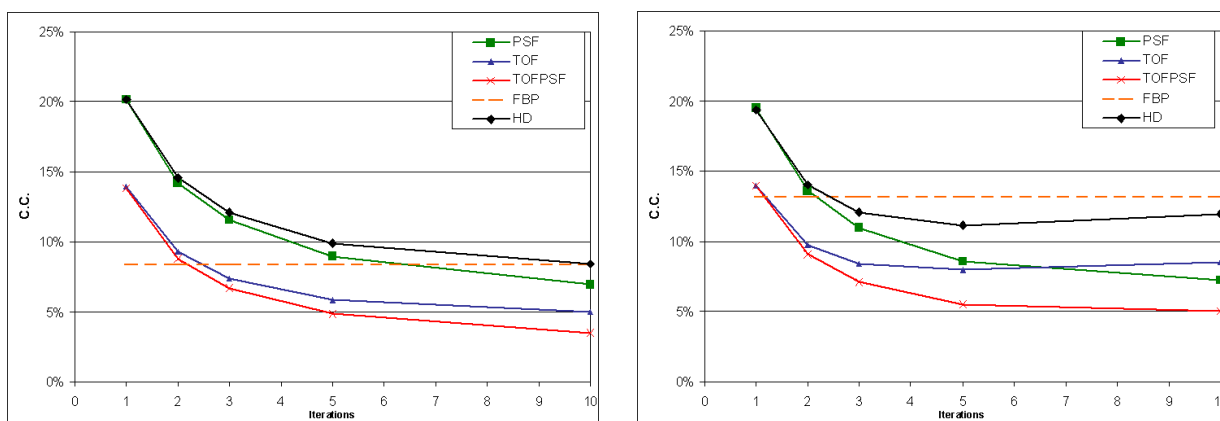 25%
20%
15%
10%
5%
0%
C.C.
0 1 2 3 4 5 6 7 8 9 10
Iterations
PSF
TOF
TOFPSF
FBP
HD
25%
20%
15%
10%
5%
0%
C.C.
0 1 2 3 4 5 6 7 8 9
Iterations
PSF
TOF
TOFPSF
FBP
HD